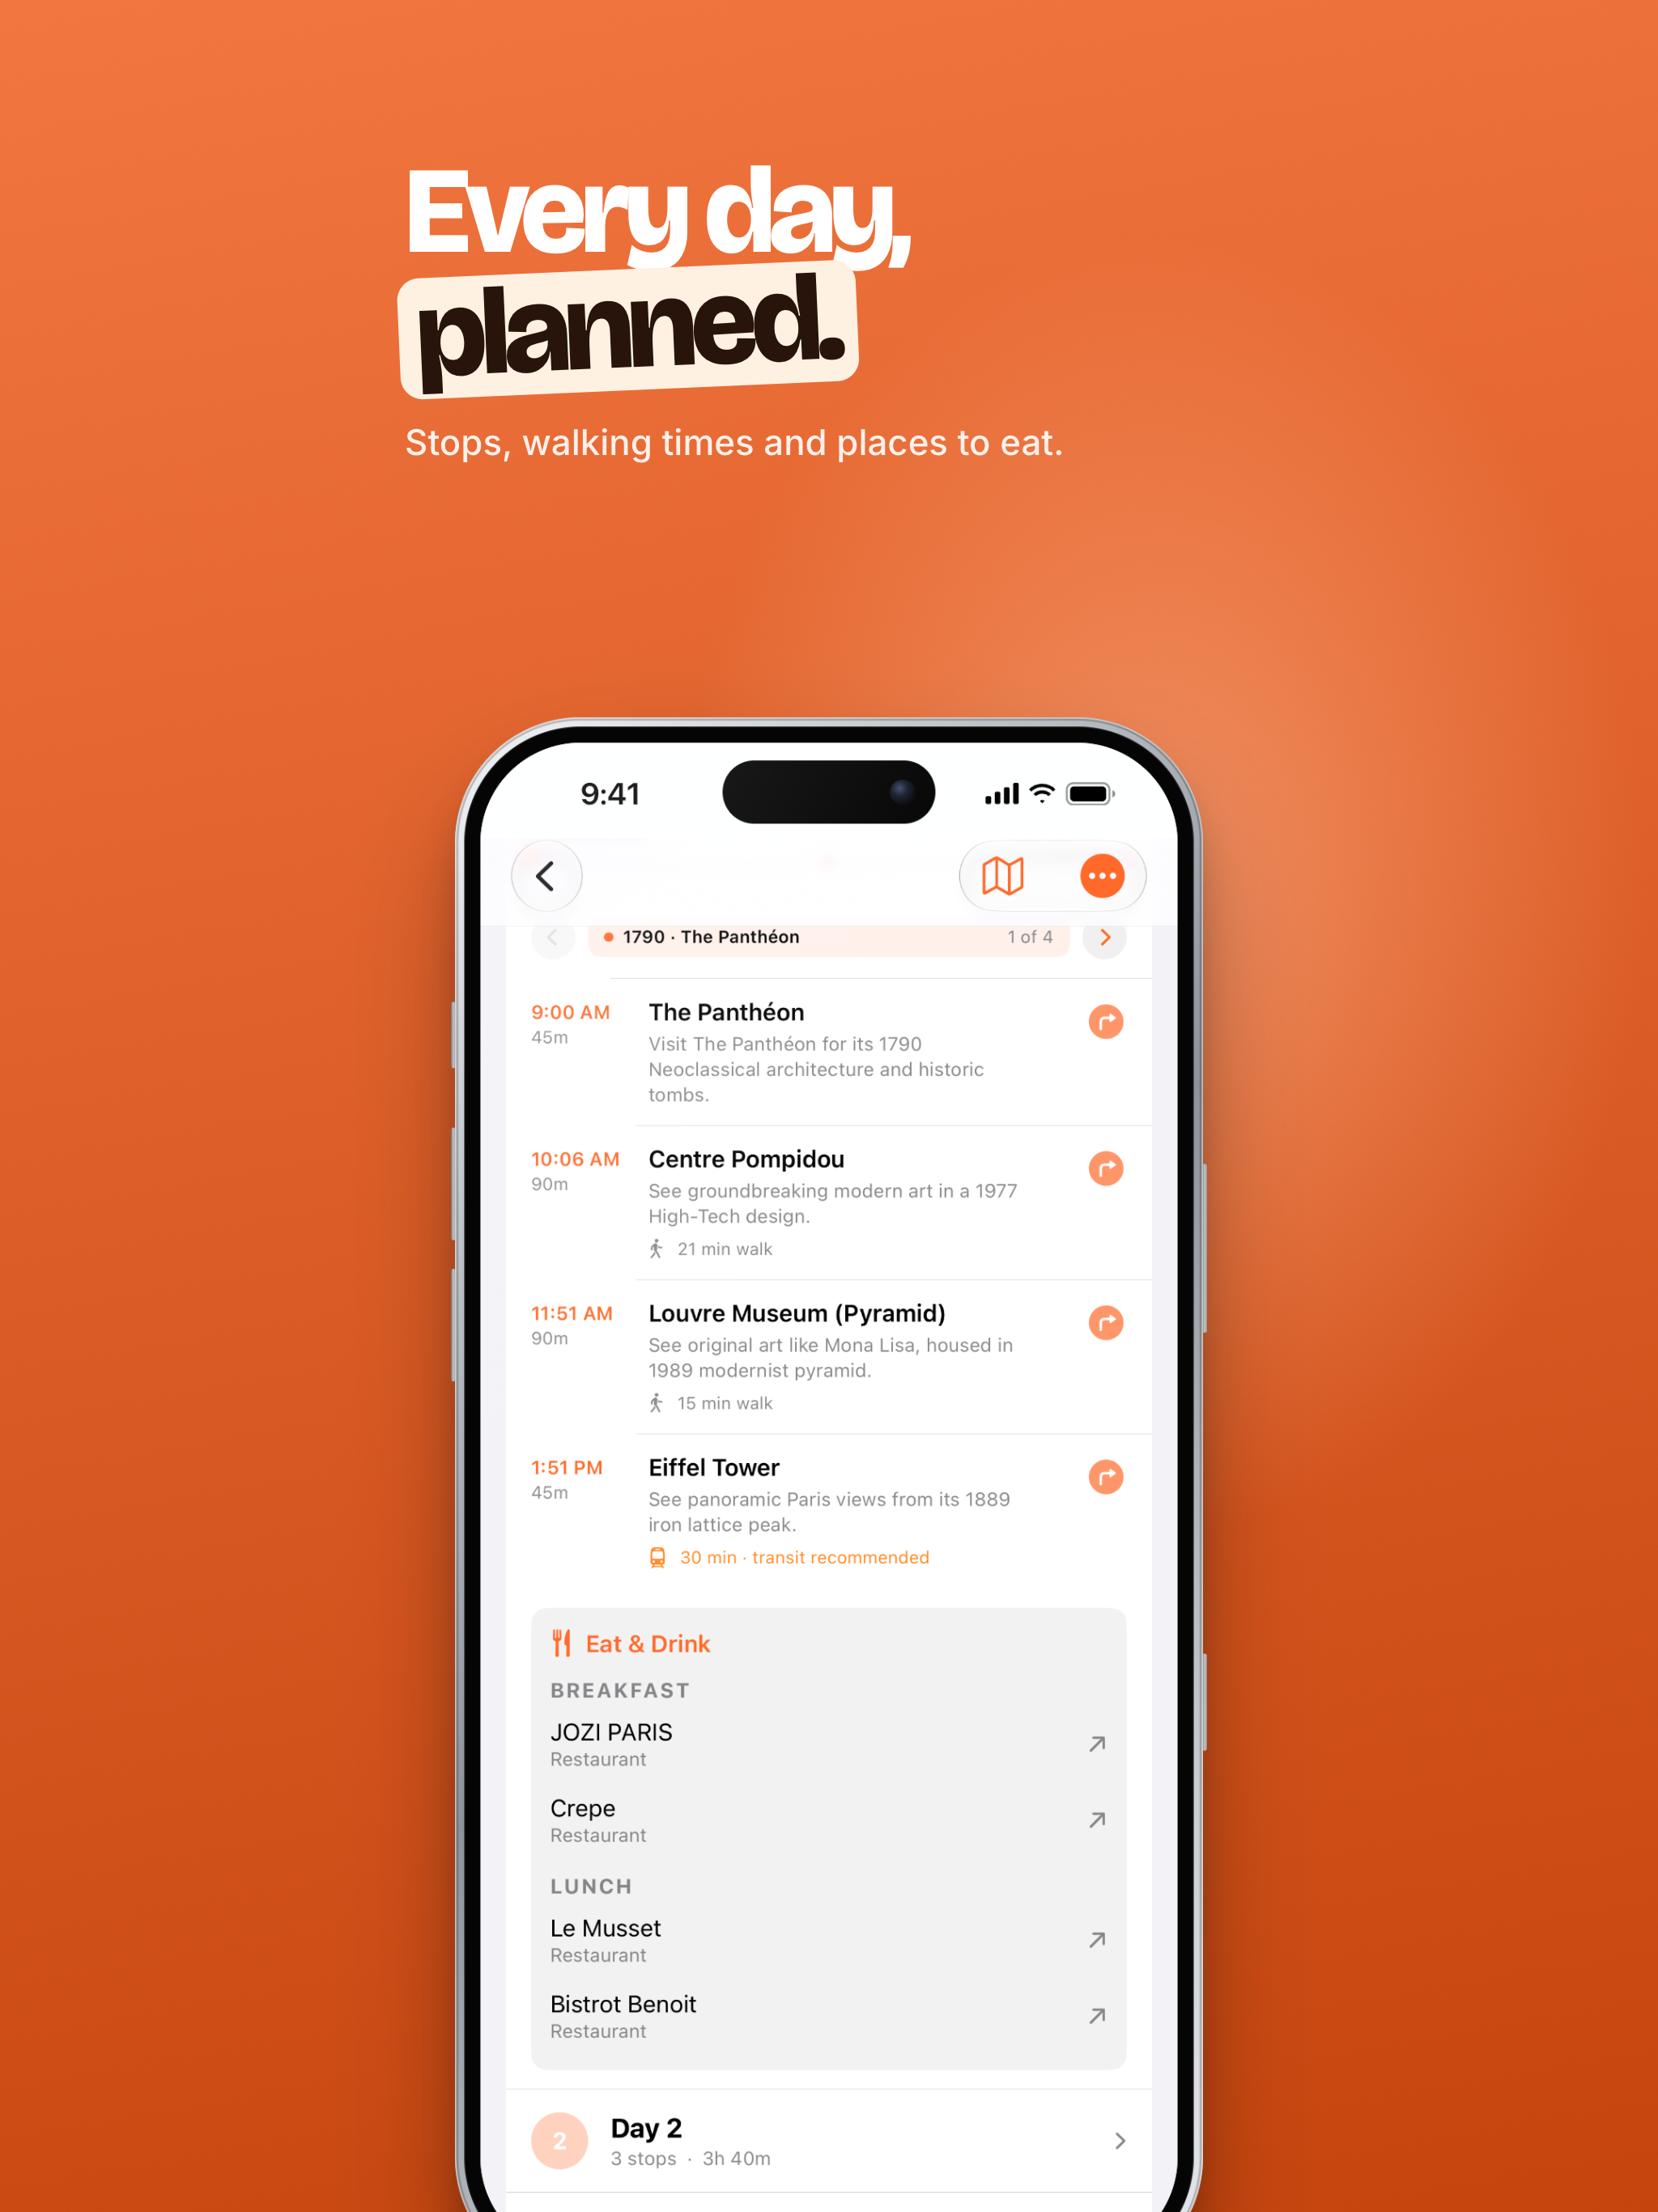 Every day,
planned.
Stops, walking times and places to eat.
9:41
1790 · The Panthéon 1 of 4
9:00 AM The Panthéon
45m
Visit The Panthéon for its 1790
Neoclassical architecture and historic
tombs.
10:06 AM Centre Pompidou
90m
See groundbreaking modern art in a 1977
High-Tech design.
21 min walk
11:51 AM Louvre Museum (Pyramid)
90m
See original art like Mona Lisa, housed in
1989 modernist pyramid.
15 min walk
1:51 PM Eiffel Tower
45m
See panoramic Paris views from its 1889
iron lattice peak.
30 min · transit recommended
Eat & Drink
BREAKFAST
JOZI PARIS
Restaurant
Crepe
Restaurant
LUNCH
Le Musset
Restaurant
Bistrot Benoit
Restaurant
2 Day 2
3 stops · 3h 40m